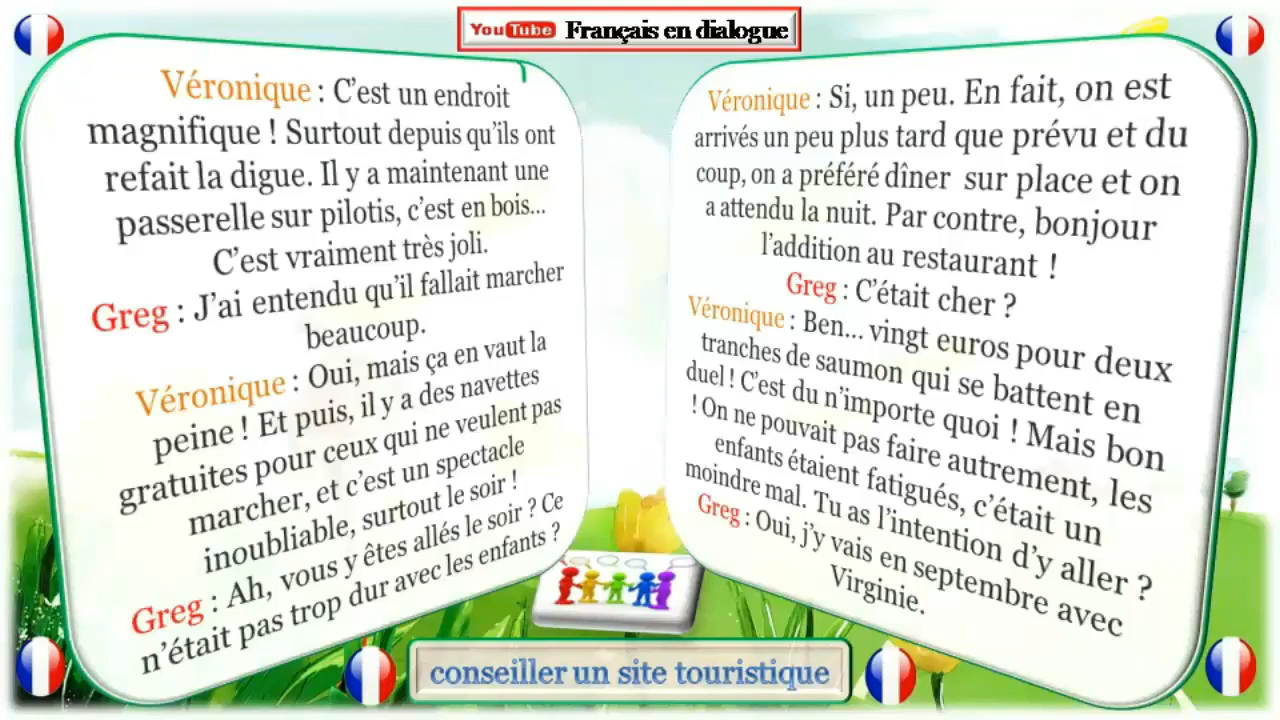 YouTube Français en dialogue
Véronique : C'est un endroit
magnifique ! Surtout depuis qu'ils ont
refait la digue. Il y a maintenant une
passerelle sur pilotis, c'est en bois...
C'est vraiment très joli.
Greg : J'ai entendu qu'il fallait marcher
beaucoup.
Véronique : Oui, mais ça en vaut la
peine ! Et puis, il y a des navettes
gratuites pour ceux qui ne veulent pas
marcher, et c'est un spectacle
inoubliable, surtout le soir !
Greg : Ah, vous y êtes allés le soir ? Ce
n'était pas trop dur avec les enfants ?
Véronique : Si, un peu. En fait, on est
arrivés un peu plus tard que prévu et du
coup, on a préféré dîner sur place et on
a attendu la nuit. Par contre, bonjour
l'addition au restaurant !
Greg : C'était cher ?
Véronique : Ben... vingt euros pour deux
tranches de saumon qui se battent en
duel ! C'est du n'importe quoi ! Mais bon
! On ne pouvait pas faire autrement, les
enfants étaient fatigués, c'était un
moindre mal. Tu as l'intention d'y aller ?
Greg : Oui, j'y vais en septembre avec
Virginie.
conseiller un site touristique